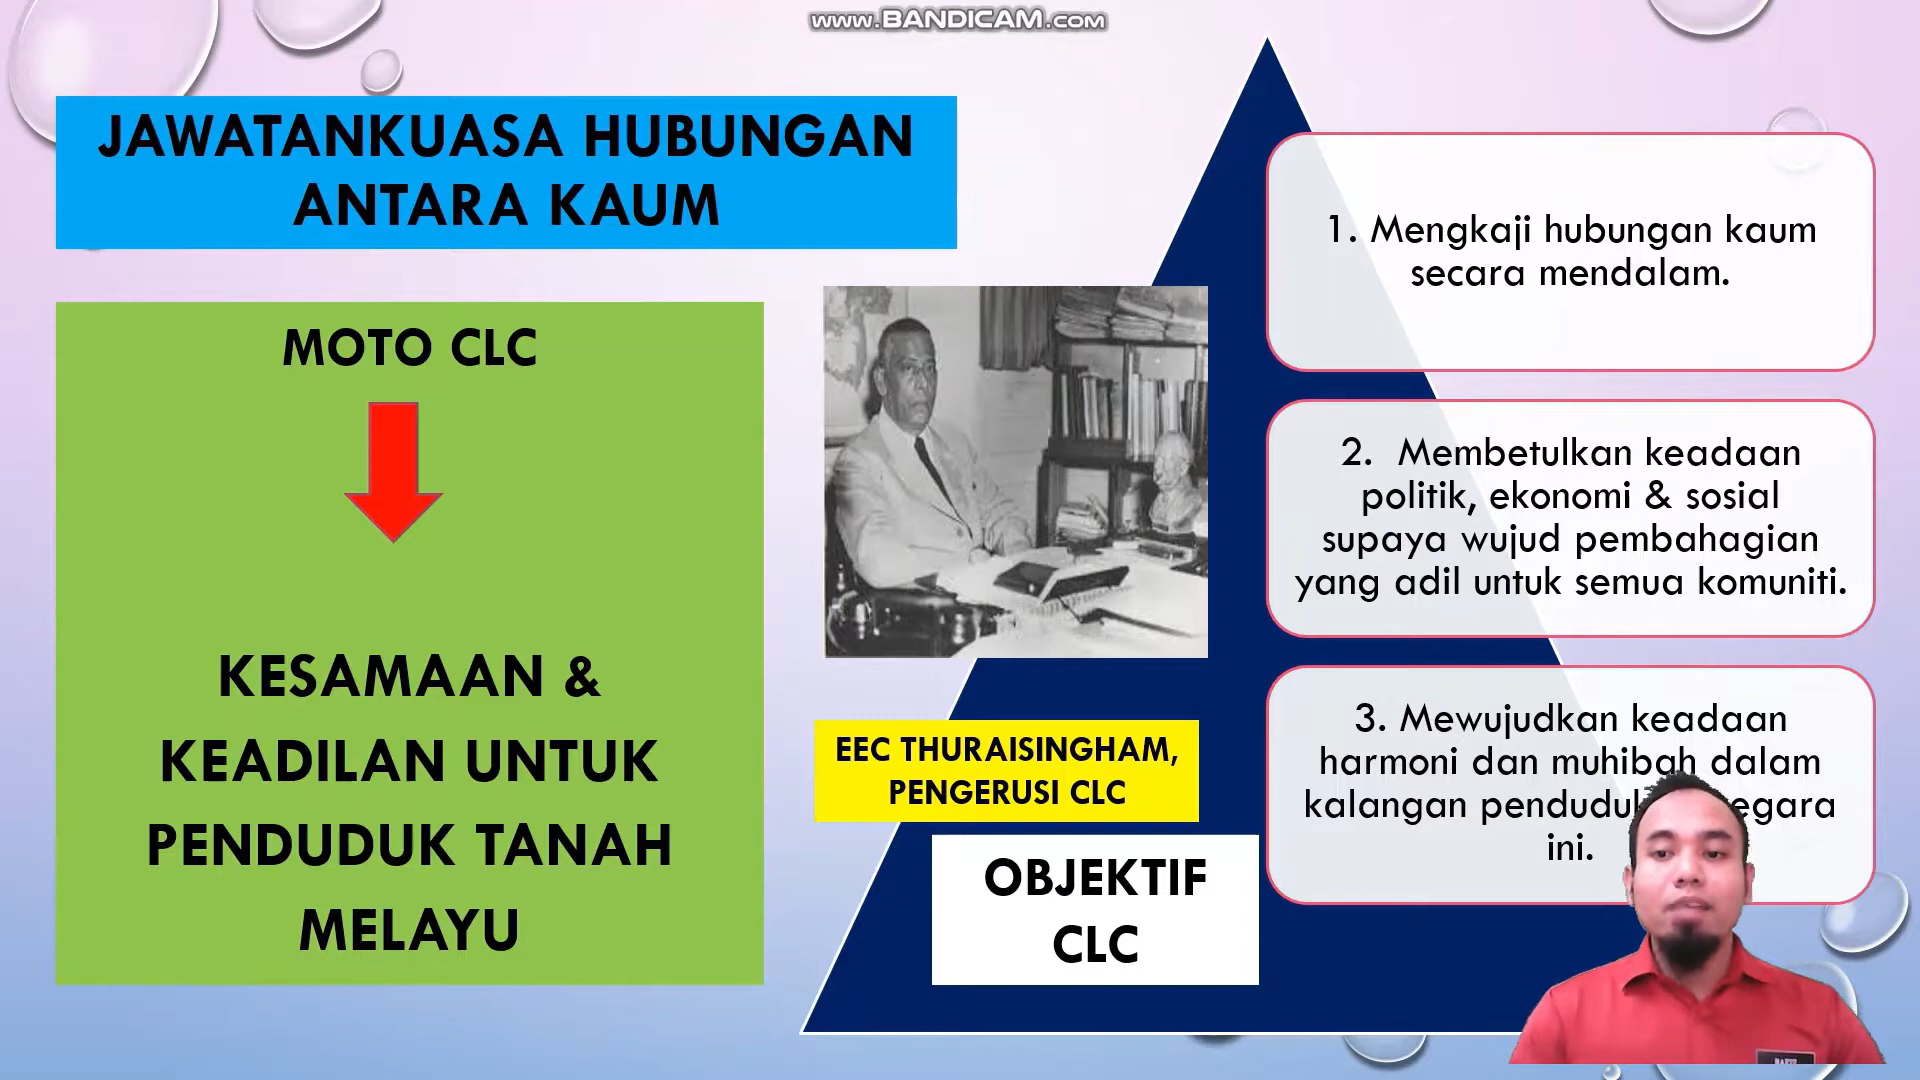 www.BANDICAM.com
JAWATANKUASA HUBUNGAN
ANTARA KAUM
MOTO CLC
KESAMAAN &
KEADILAN UNTUK
PENDUDUK TANAH
MELAYU
EEC THURAISINGHAM,
PENGERUSI CLC
OBJEKTIF
CLC
1. Mengkaji hubungan kaum
secara mendalam.
2. Membetulkan keadaan
politik, ekonomi & sosial
supaya wujud pembahagian
yang adil untuk semua komuniti.
3. Mewujudkan keadaan
harmoni dan muhibah dalam
kalangan
ini.